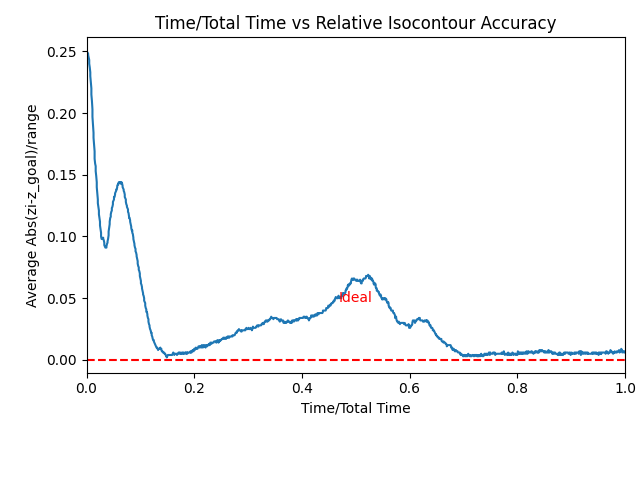 Time/Total Time vs Relative Isocontour Accuracy
Average Abs(zi-z_goal)/range
0.25
0.20
0.15
0.10
0.05
0.00
Ideal
0.0 0.2 0.4 0.6 0.8 1.0
Time/Total Time